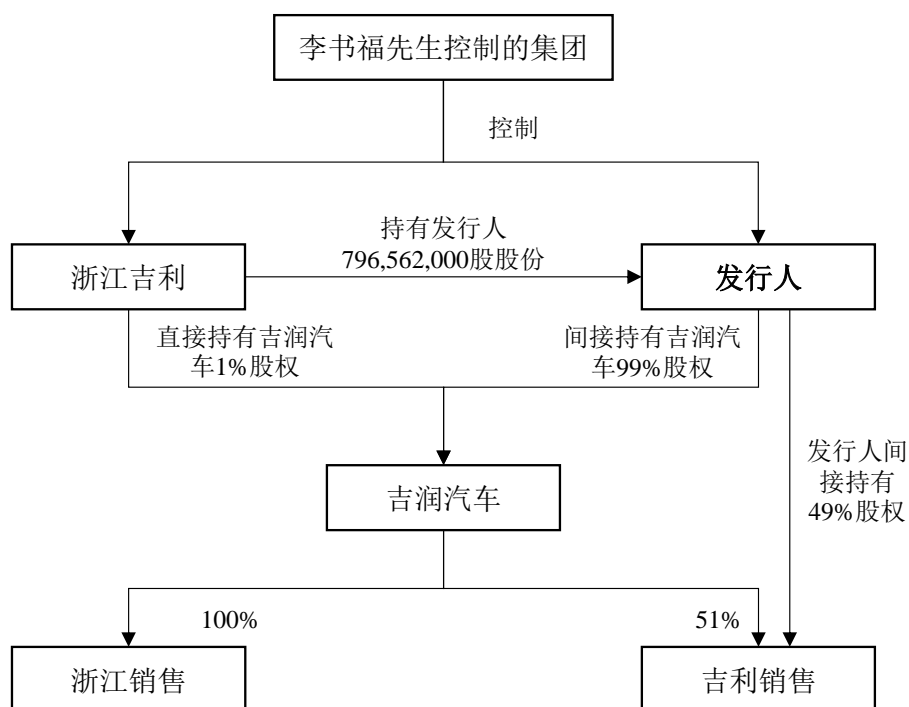 李书福先生控制的集团
控制
持有发行人
796,562,000股股份
浙江吉利
发行人
直接持有吉润汽
车1%股权
间接持有吉润汽
车99%股权
发行人间
接持有
49%股权
吉润汽车
100%
51%
浙江销售
吉利销售